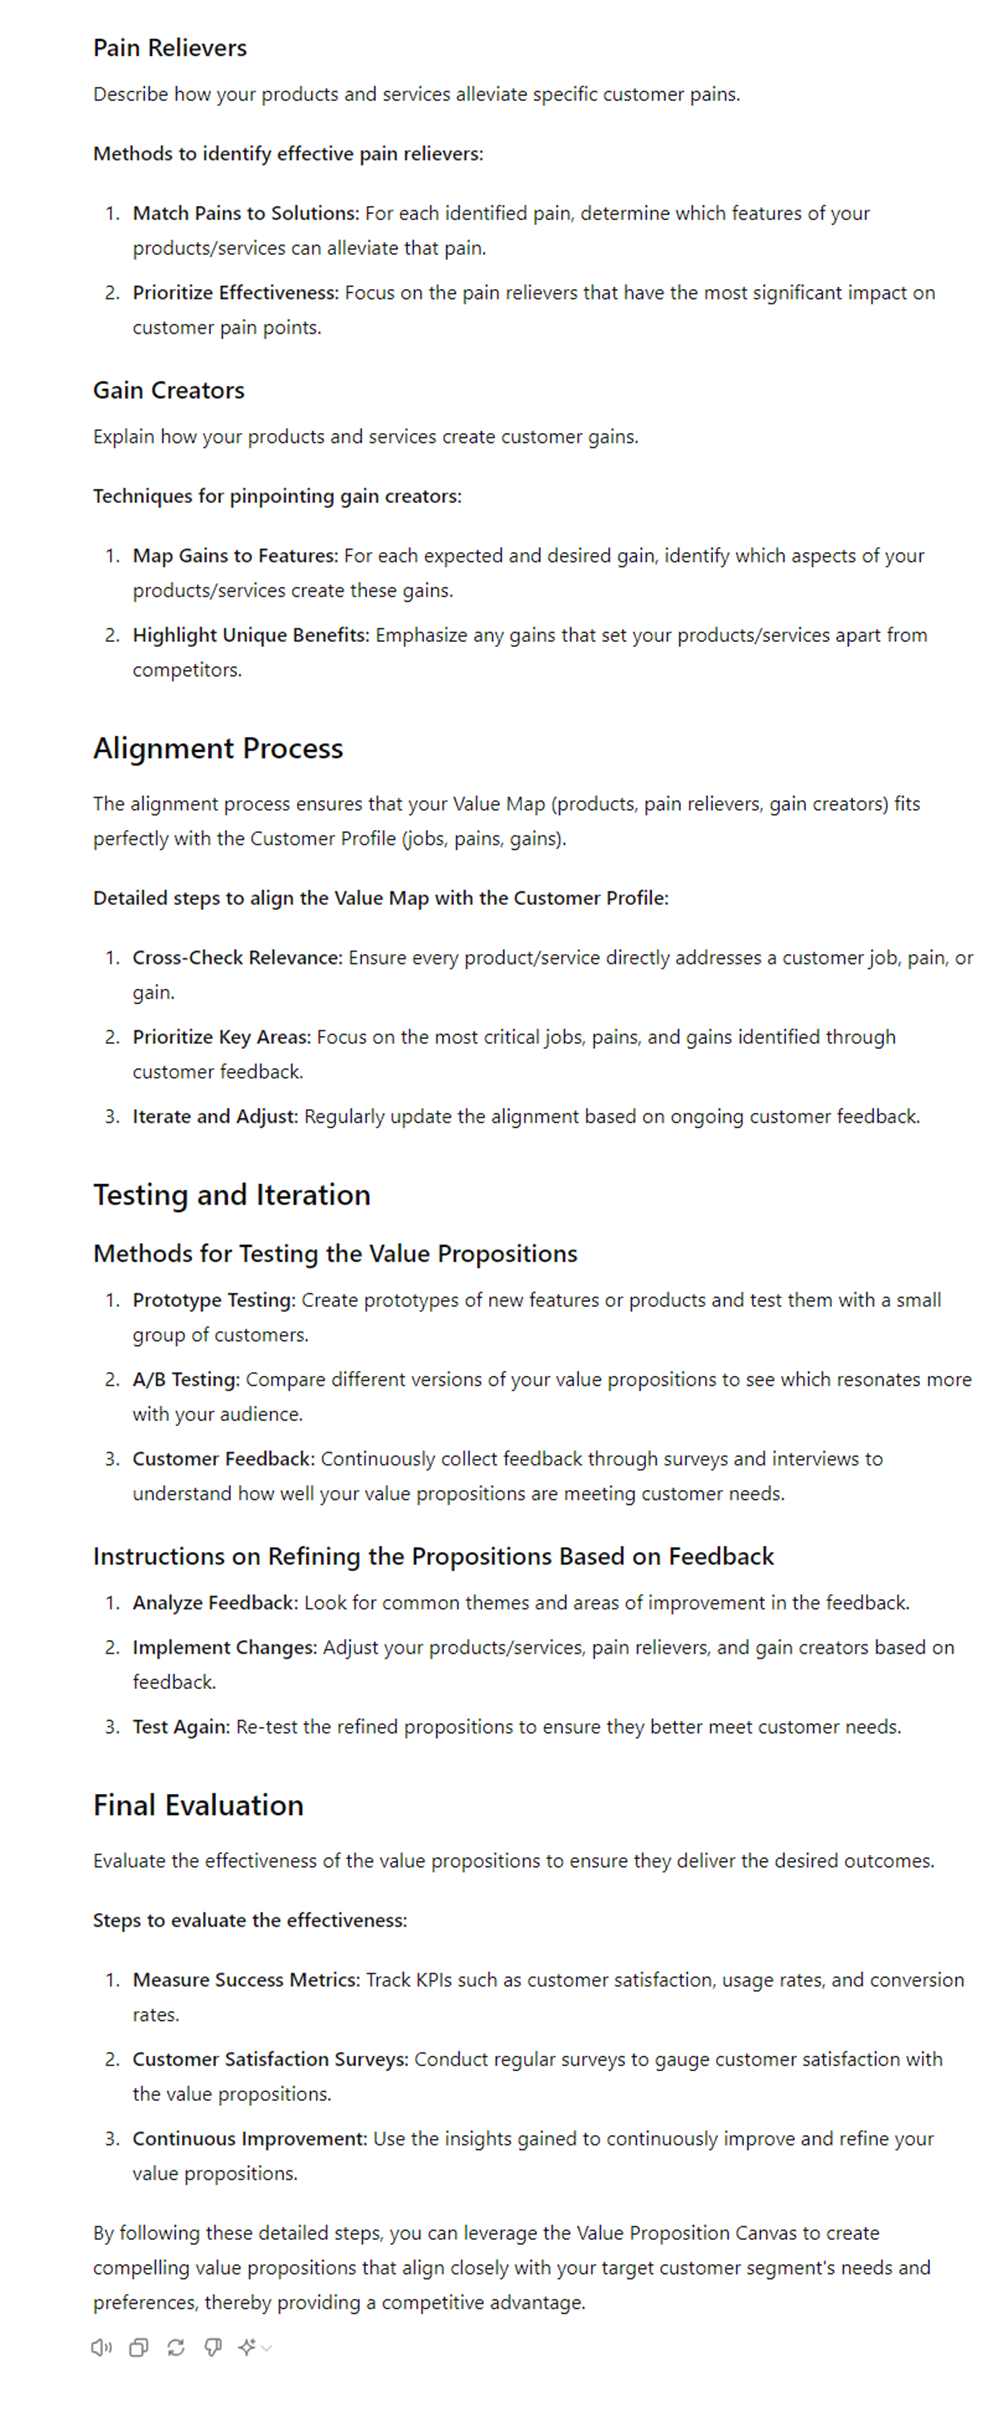 Pain Relievers
Describe how your products and services alleviate specific customer pains.
Methods to identify effective pain relievers:
1. Match Pains to Solutions: For each identified pain, determine which features of your
products/services can alleviate that pain.
2. Prioritize Effectiveness: Focus on the pain relievers that have the most significant impact on
customer pain points.
Gain Creators
Explain how your products and services create customer gains.
Techniques for pinpointing gain creators:
1. Map Gains to Features: For each expected and desired gain, identify which aspects of your
products/services create these gains.
2. Highlight Unique Benefits: Emphasize any gains that set your products/services apart from
competitors.
Alignment Process
The alignment process ensures that your Value Map (products, pain relievers, gain creators) fits
perfectly with the Customer Profile (jobs, pains, gains).
Detailed steps to align the Value Map with the Customer Profile:
1. Cross-Check Relevance: Ensure every product/service directly addresses a customer job, pain, or
gain.
2. Prioritize Key Areas: Focus on the most critical jobs, pains, and gains identified through
customer feedback.
3. Iterate and Adjust: Regularly update the alignment based on ongoing customer feedback.
Testing and Iteration
Methods for Testing the Value Propositions
1. Prototype Testing: Create prototypes of new features or products and test them with a small
group of customers.
2. A/B Testing: Compare different versions of your value propositions to see which resonates more
with your audience.
3. Customer Feedback: Continuously collect feedback through surveys and interviews to
understand how well your value propositions are meeting customer needs.
Instructions on Refining the Propositions Based on Feedback
1. Analyze Feedback: Look for common themes and areas of improvement in the feedback.
2. Implement Changes: Adjust your products/services, pain relievers, and gain creators based on
feedback.
3. Test Again: Re-test the refined propositions to ensure they better meet customer needs.
Final Evaluation
Evaluate the effectiveness of the value propositions to ensure they deliver the desired outcomes.
Steps to evaluate the effectiveness:
1. Measure Success Metrics: Track KPIs such as customer satisfaction, usage rates, and conversion
rates.
2. Customer Satisfaction Surveys: Conduct regular surveys to gauge customer satisfaction with
the value propositions.
3. Continuous Improvement: Use the insights gained to continuously improve and refine your
value propositions.
By following these detailed steps, you can leverage the Value Proposition Canvas to create
compelling value propositions that align closely with your target customer segment's needs and
preferences, thereby providing a competitive advantage.